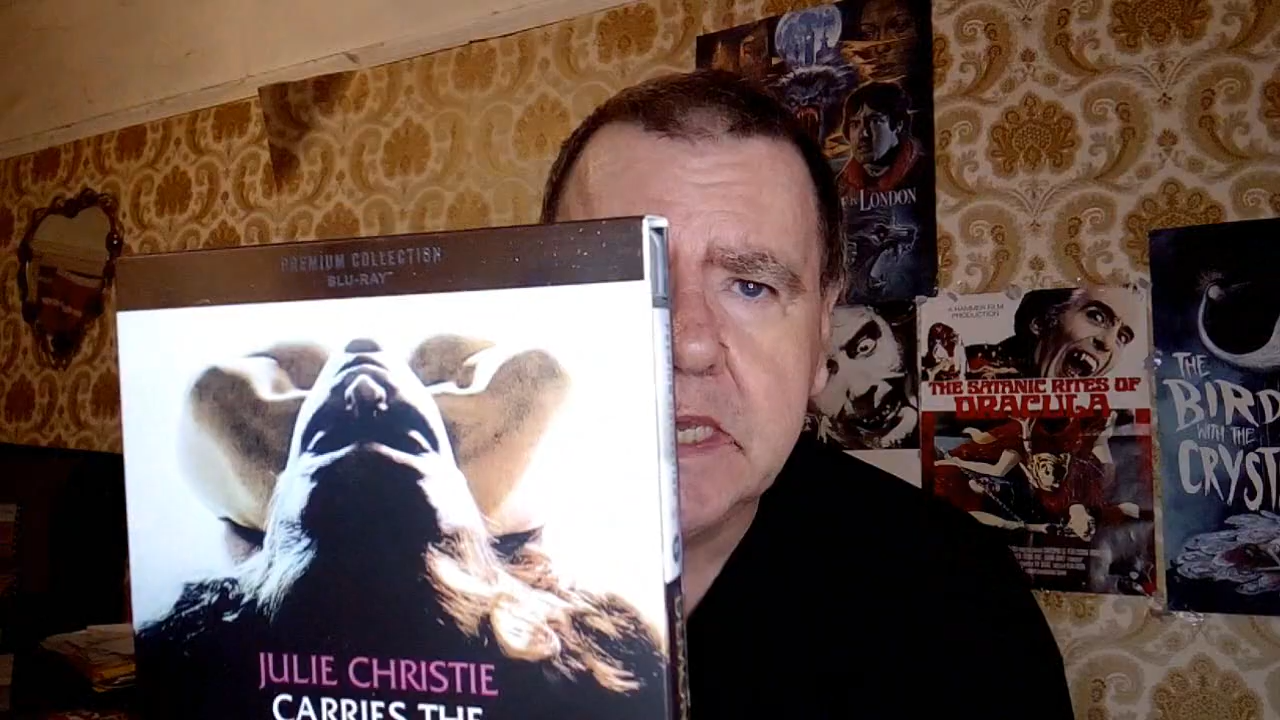 PREMIUM COLLECTION
BLU-RAY™
JULIE CHRISTIE
CARRIES THE
LONDON
A HAMMER FILM
PRODUCTION
THE SATANIC RITES OF
DRACULA
THE
BIRD
WITH THE
CRYST